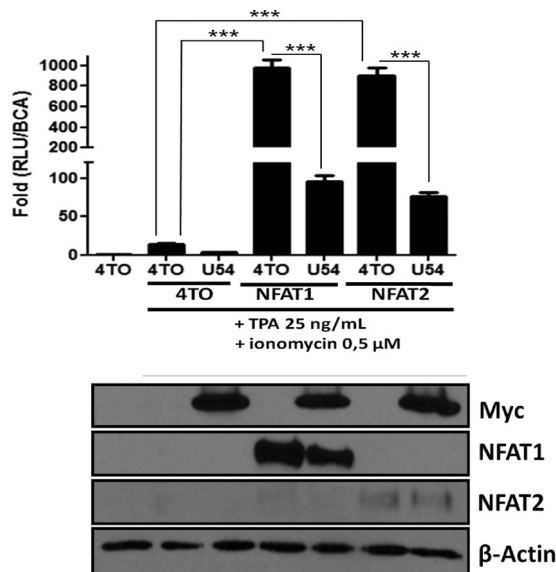 ***
***
***
***
Fold (RLU/BCA)
1000
800
600
400
200
100
50
0
4TO 4TO U54 4TO U54 4TO U54
4TO NFAT1 NFAT2
+ TPA 25 ng/mL
+ ionomycin 0,5 µM
Myc
NFAT1
NFAT2
β-Actin